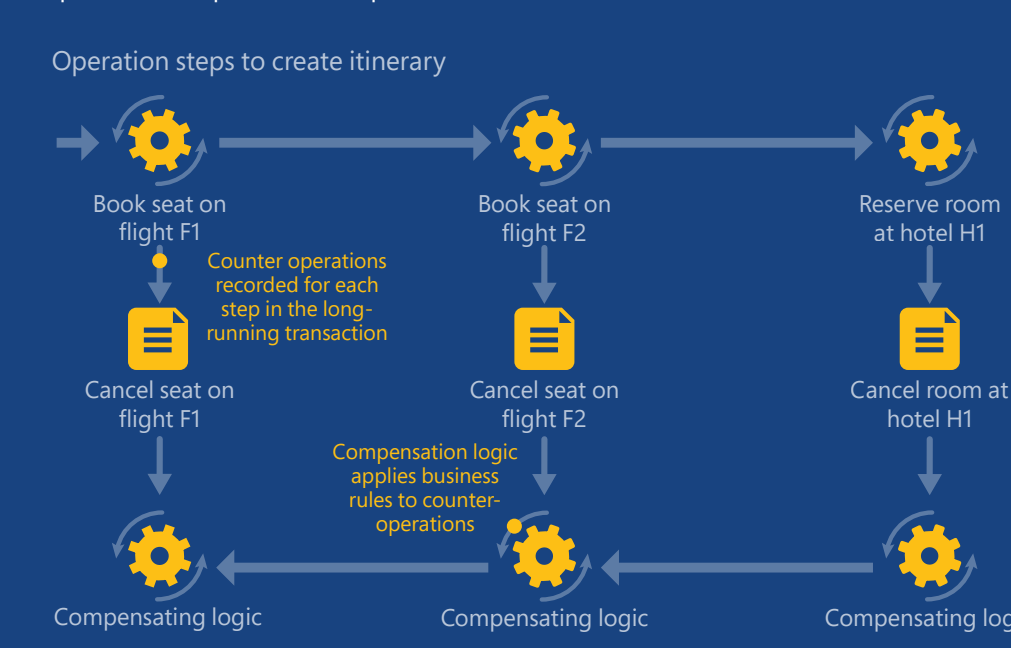 Operation steps to create itinerary
Book seat on
flight F1
Book seat on
flight F2
Reserve room
at hotel H1
Counter operations
recorded for each
step in the long-
running transaction
Cancel seat on
flight F1
Cancel seat on
flight F2
Cancel room at
hotel H1
Compensation logic
applies business
rules to counter-
operations
Compensating logic
Compensating logic
Compensating